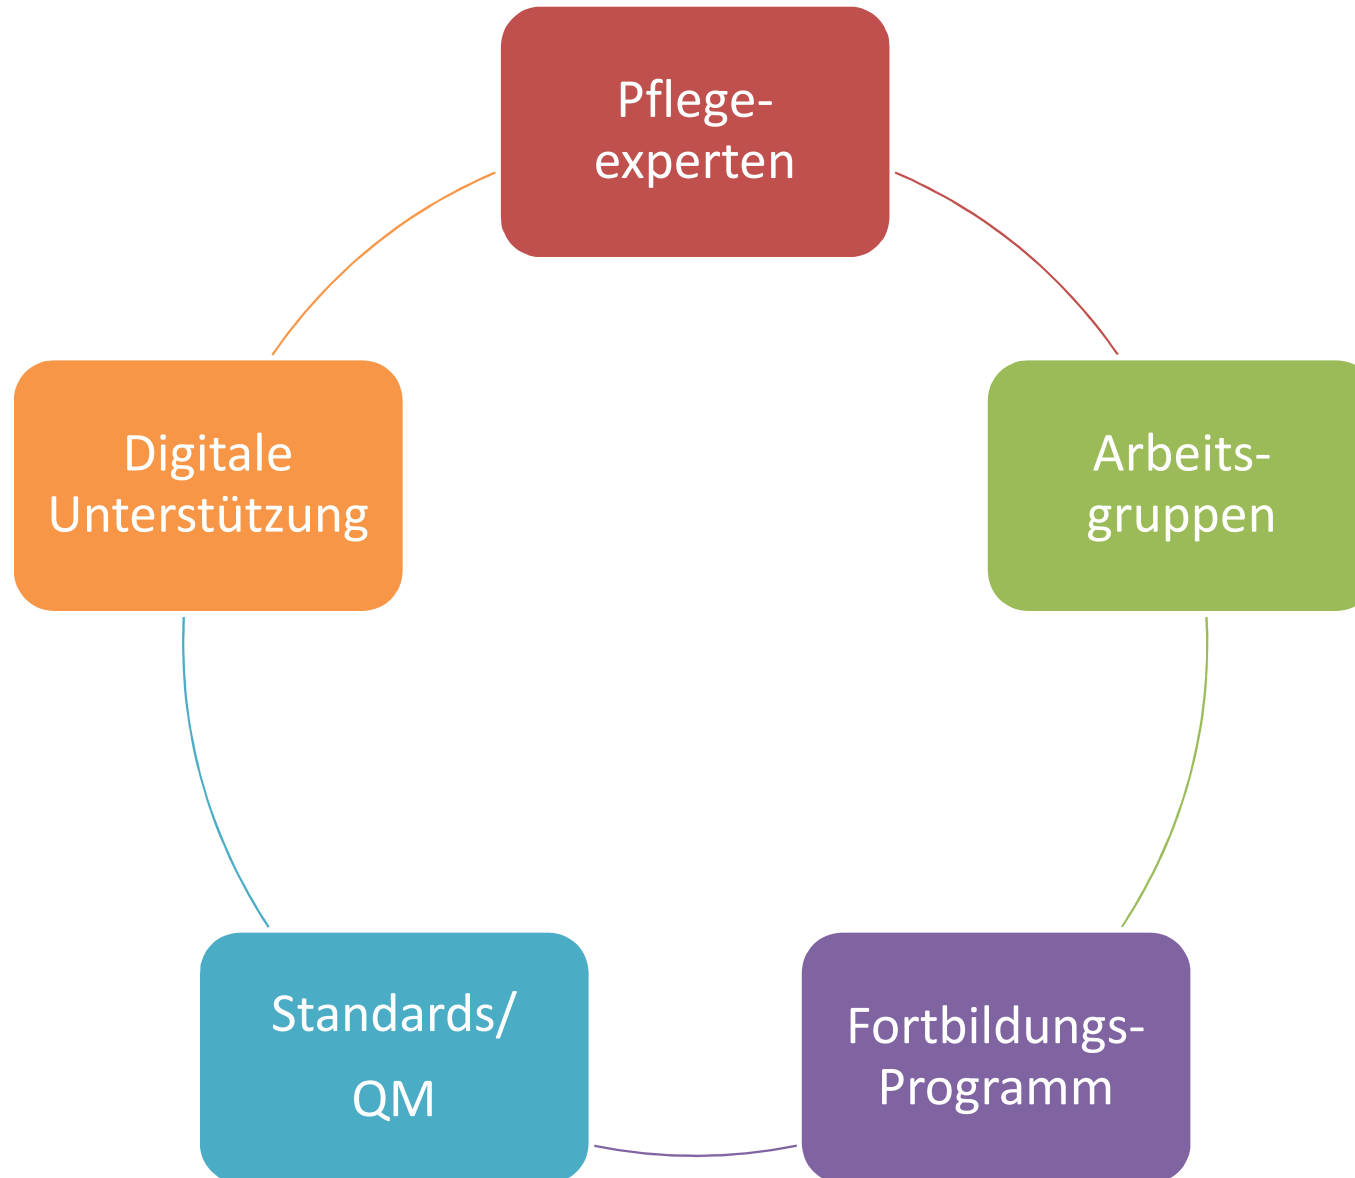 Pflege-
experten
Arbeits-
gruppen
Fortbildungs-
Programm
Standards/
QM
Digitale
Unterstützung